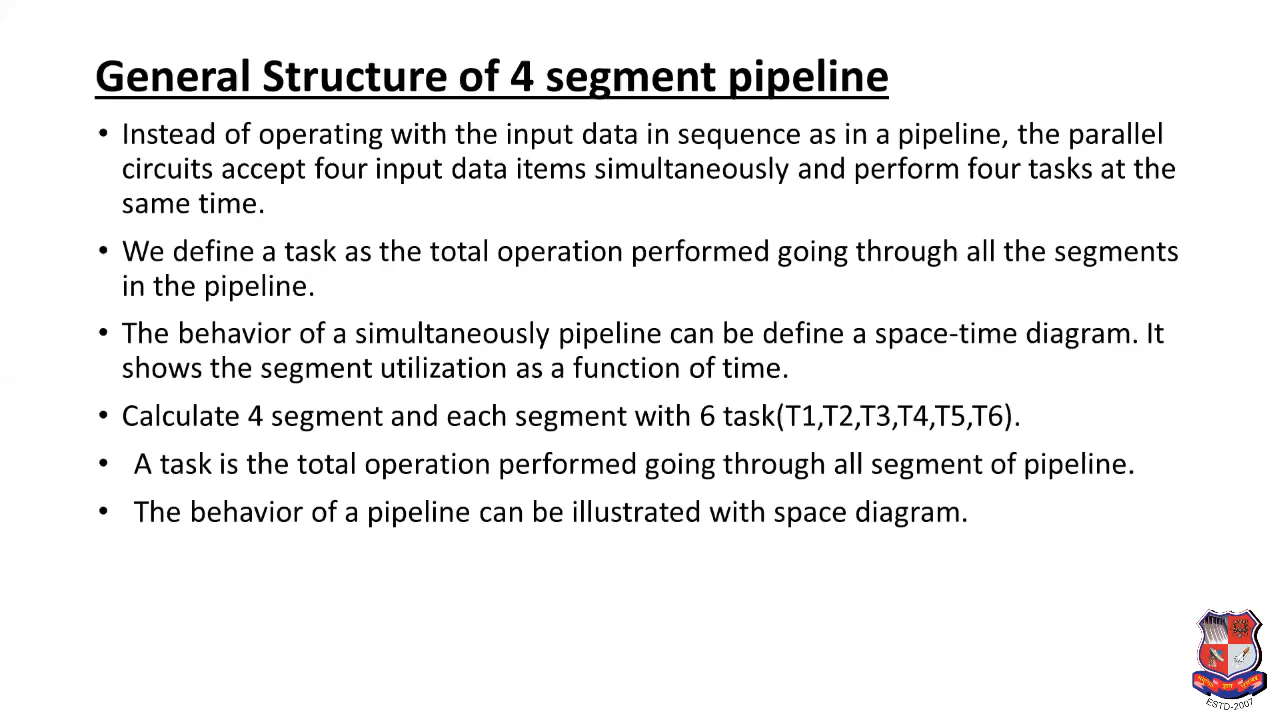 General Structure of 4 segment pipeline
• Instead of operating with the input data in sequence as in a pipeline, the parallel
circuits accept four input data items simultaneously and perform four tasks at the
same time.
• We define a task as the total operation performed going through all the segments
in the pipeline.
• The behavior of a simultaneously pipeline can be define a space-time diagram. It
shows the segment utilization as a function of time.
• Calculate 4 segment and each segment with 6 task(T1,T2,T3,T4,T5,T6).
• A task is the total operation performed going through all segment of pipeline.
• The behavior of a pipeline can be illustrated with space diagram.
ESTD-2007